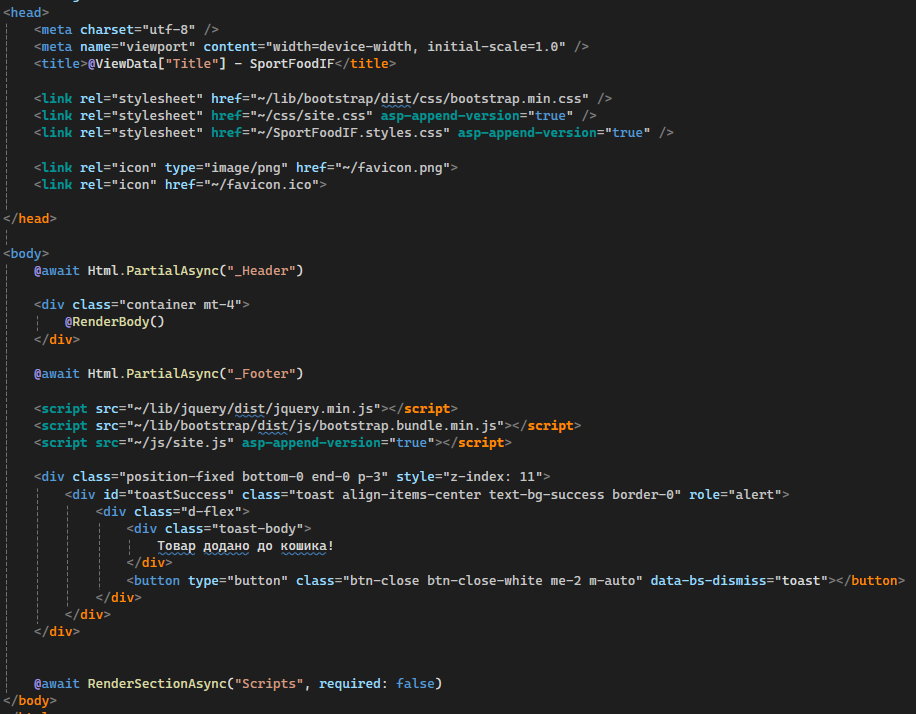 <head>
<meta charset="utf-8" />
<meta name="viewport" content="width=device-width, initial-scale=1.0" />
<title>@ViewData["Title"] - SportFoodIF</title>
<link rel="stylesheet" href="~/lib/bootstrap/dist/css/bootstrap.min.css" />
<link rel="stylesheet" href="~/css/site.css" asp-append-version="true" />
<link rel="stylesheet" href="~/SportFoodIF.styles.css" asp-append-version="true" />
<link rel="icon" type="image/png" href="~/favicon.png">
<link rel="icon" href="~/favicon.ico">
</head>
<body>
@await Html.PartialAsync("_Header")
<div class="container mt-4">
@RenderBody()
</div>
@await Html.PartialAsync("_Footer")
<script src="~/lib/jquery/dist/jquery.min.js"></script>
<script src="~/lib/bootstrap/dist/js/bootstrap.bundle.min.js"></script>
<script src="~/js/site.js" asp-append-version="true"></script>
<div class="position-fixed bottom-0 end-0 p-3" style="z-index: 11">
<div id="toastSuccess" class="toast align-items-center text-bg-success border-0" role="alert">
<div class="d-flex">
<div class="toast-body">
Товар додано до кошика!
</div>
<button type="button" class="btn-close btn-close-white me-2 m-auto" data-bs-dismiss="toast"></button>
</div>
</div>
</div>
@await RenderSectionAsync("Scripts", required: false)
</body>